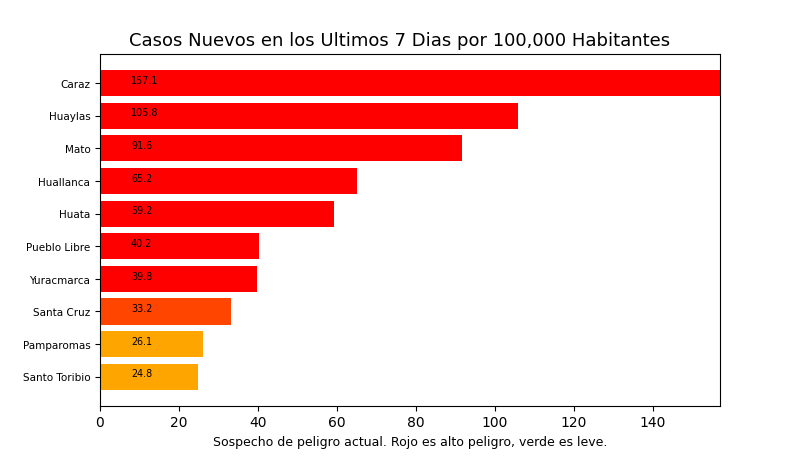 Casos Nuevos en los Ultimos 7 Dias por 100,000 Habitantes
Caraz 157.1
Huaylas 105.8
Mato 91.6
Huallanca 65.2
Huata 59.2
Pueblo Libre 40.2
Yuracmarca 39.8
Santa Cruz 33.2
Pamparomas 26.1
Santo Toribio 24.8
0 20 40 60 80 100 120 140
Sospecho de peligro actual. Rojo es alto peligro, verde es leve.